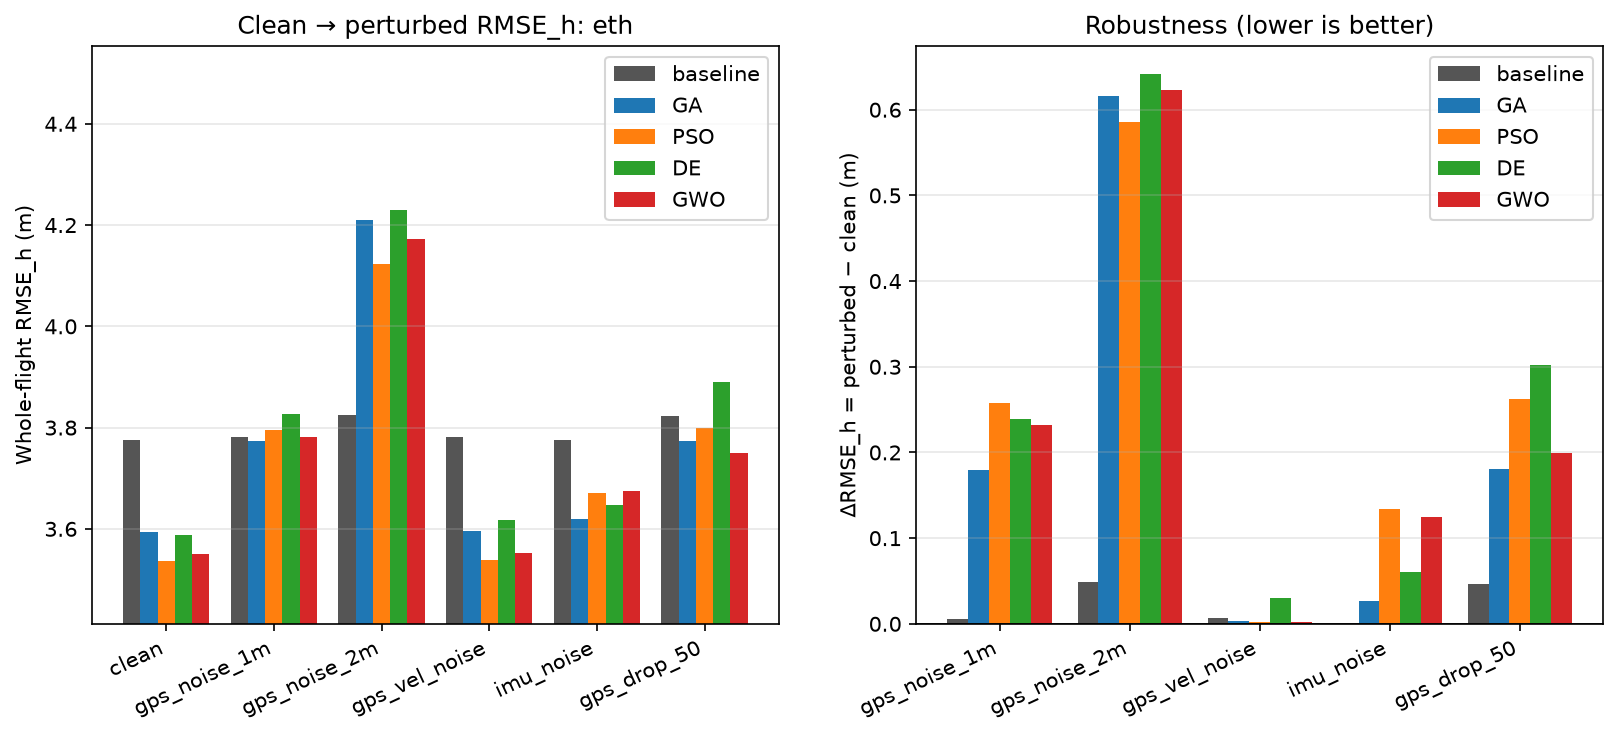 Clean → perturbed RMSE_h: eth
Whole-flight RMSE_h (m)
4.4
4.2
4.0
3.8
3.6
baseline
GA
PSO
DE
GWO
clean
gps_noise_1m
gps_noise_2m
gps_vel_noise
imu_noise
gps_drop_50
Robustness (lower is better)
ΔRMSE_h = perturbed − clean (m)
0.6
0.5
0.4
0.3
0.2
0.1
0.0
baseline
GA
PSO
DE
GWO
gps_noise_1m
gps_noise_2m
gps_vel_noise
imu_noise
gps_drop_50